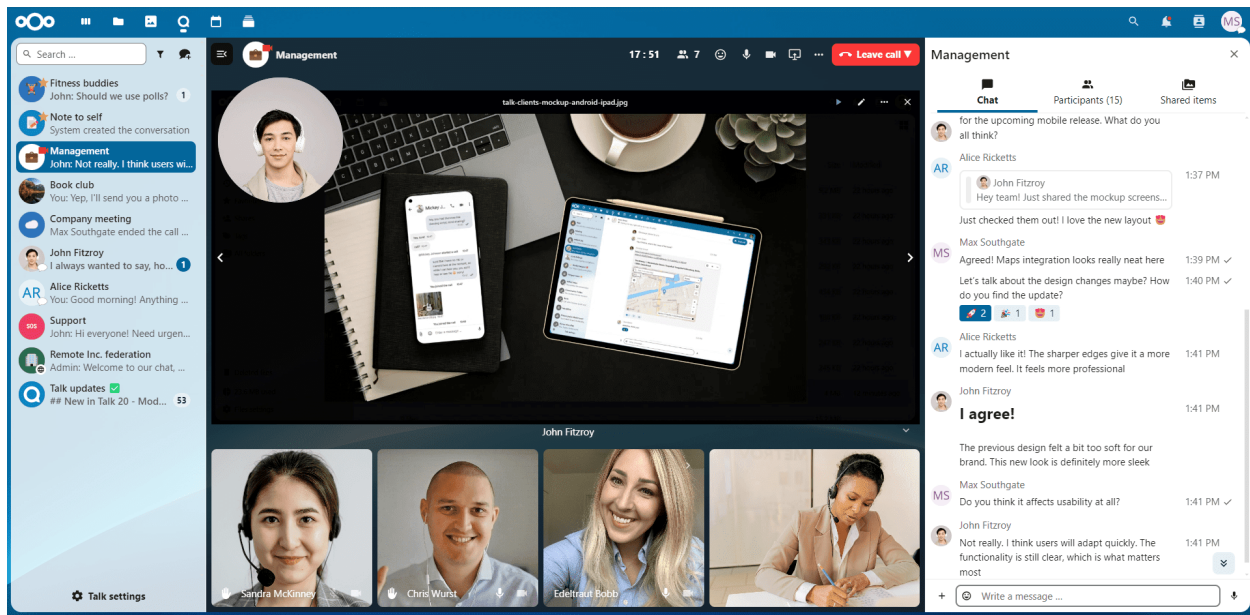 MS
Search ...
Fitness buddies
John: Should we use polls? 1
Note to self
System created the conversation
Management
John: Not really. I think users wi...
Book club
You: Yep, I'll send you a photo ...
Company meeting
Max Southgate ended the call ...
John Fitzroy
I always wanted to say, ho... 1
AR
Alice Ricketts
You: Good morning! Anything ...
SOS
Support
John: Hi everyone! Need urgen...
Remote Inc. federation
Admin: Welcome to our chat, ...
Talk updates ✅
## New in Talk 20 - Mod... 53
Talk settings
Management
17:51
7
Leave call
talk-clients-mockup-android-ipad.jpg
John Fitzroy
Sandra McKinney
Chris Wurst
Edeltraut Bobb
Management
Chat
Participants (15)
Shared items
for the upcoming mobile release. What do you
all think?
Alice Ricketts
AR
John Fitzroy
1:37 PM
Hey team! Just shared the mockup screens...
Just checked them out! I love the new layout
Max Southgate
MS
Agreed! Maps integration looks really neat here 1:39 PM
Let's talk about the design changes maybe? How 1:40 PM
do you find the update?
🚀 2 🎉 1 1
Alice Ricketts
AR
I actually like it! The sharper edges give it a more 1:41 PM
modern feel. It feels more professional
John Fitzroy
I agree! 1:41 PM
The previous design felt a bit too soft for our
brand. This new look is definitely more sleek
Max Southgate
MS
Do you think it affects usability at all? 1:41 PM
John Fitzroy
Not really. I think users will adapt quickly. The 1:41 PM
functionality is still clear, which is what matters
most
Write a message ...